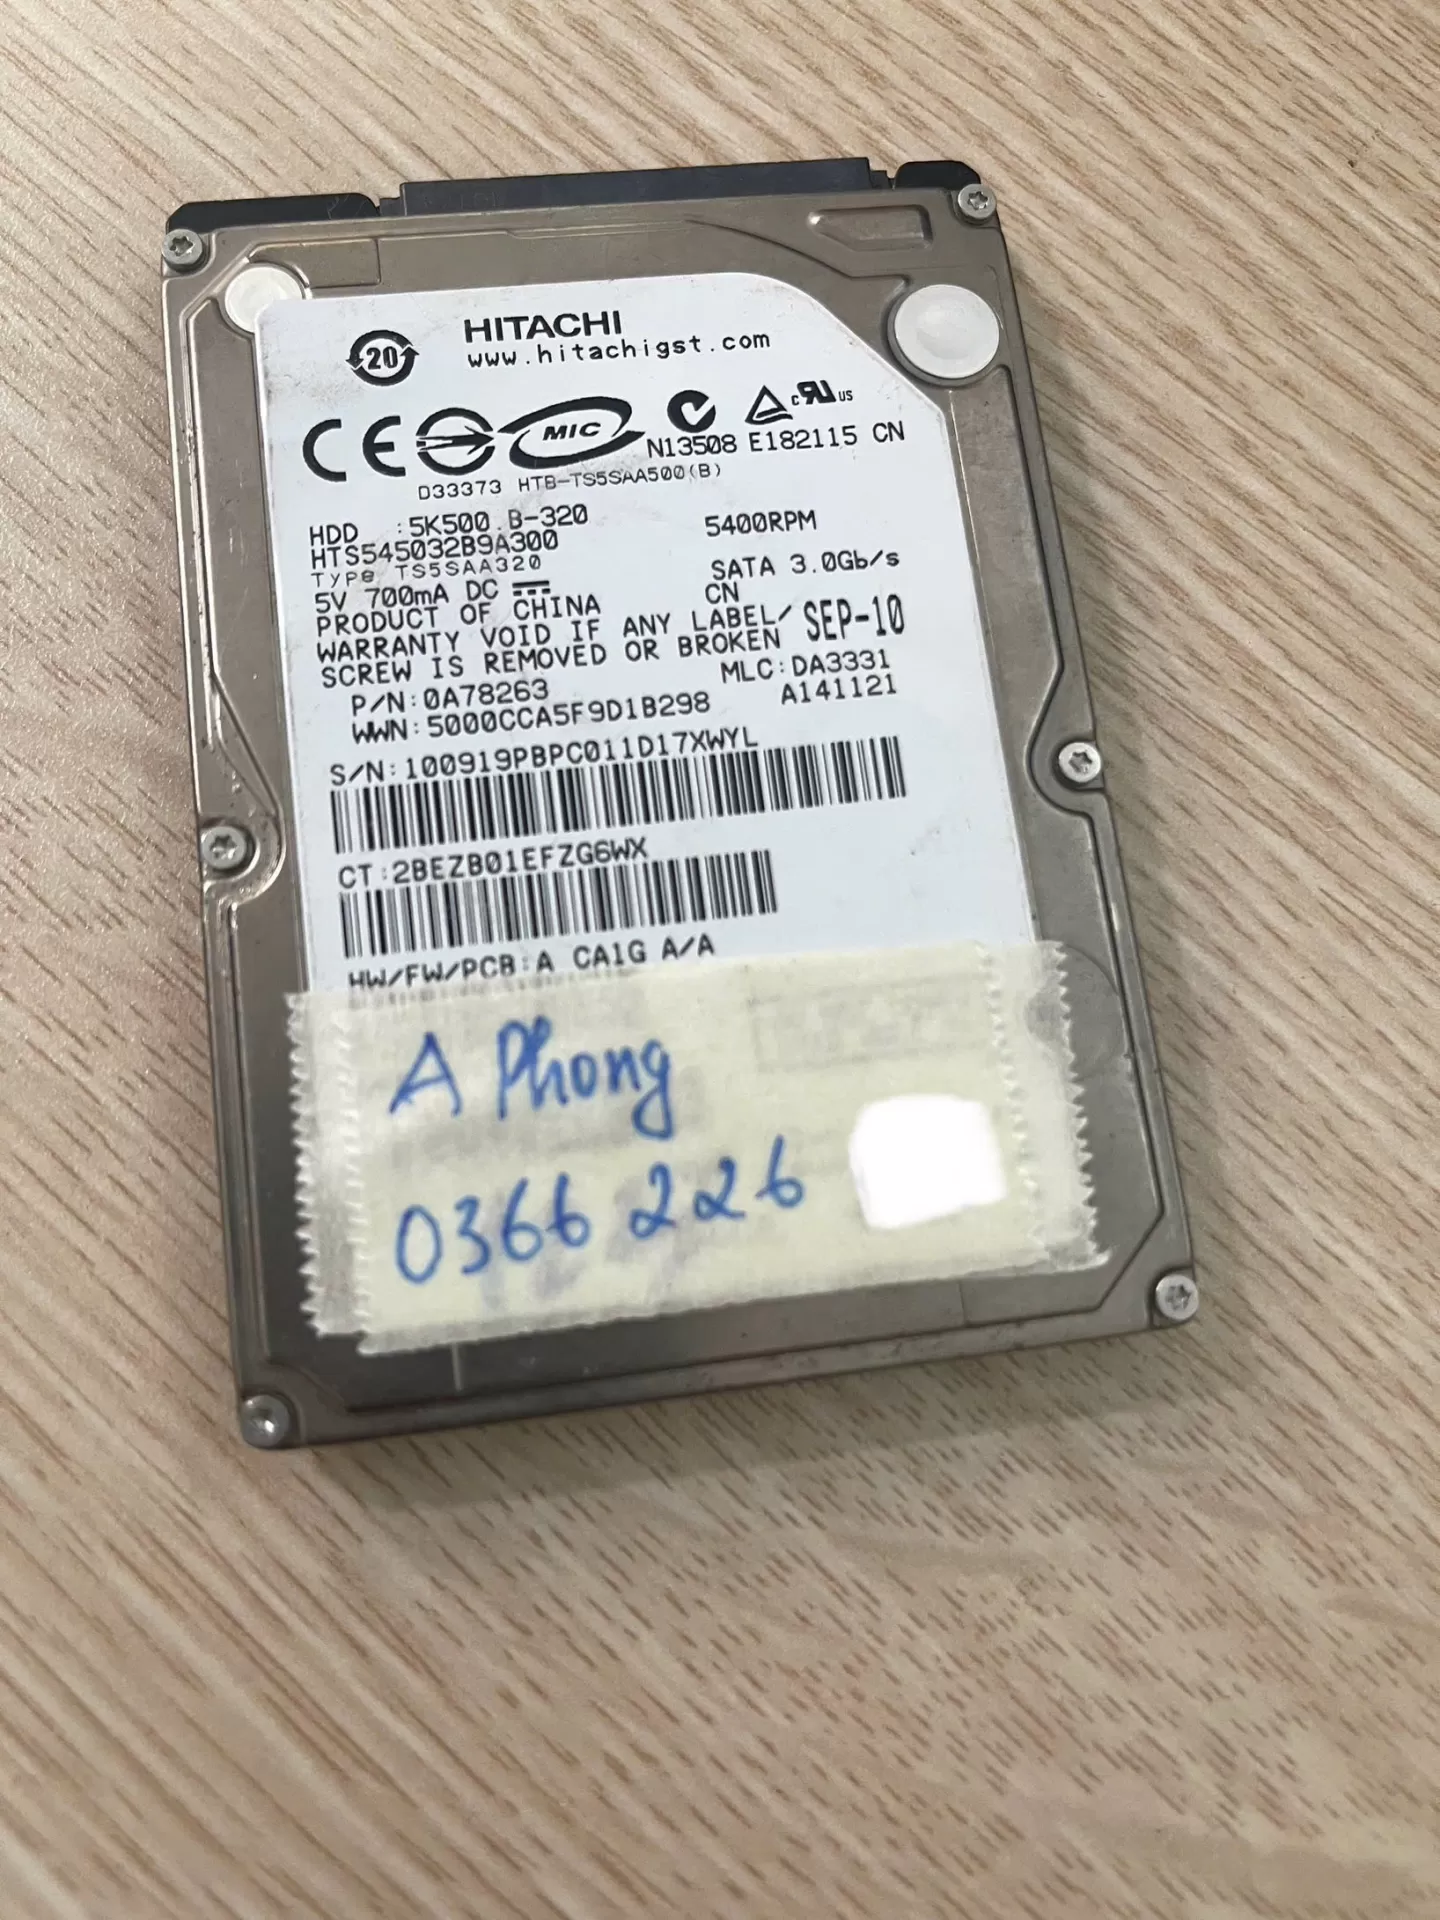 20
HITACHI
www.hitachigst.com
CE MIC c UR US
N13508 E182115 CN
D33373 HTB-TS5SAA500(B)
HDD :5K500.B-320 5400RPM
HTS545032B9A300
Type TS5SAA320 SATA 3.0Gb/s
5V 700mA DC CN
PRODUCT OF CHINA
WARRANTY VOID IF ANY LABEL/ SEP-10
SCREW IS REMOVED OR BROKEN
P/N:0A78263 MLC:DA3331
WWN:5000CCA5F9D1B298 A141121
S/N:100919PBPC011D17XWYL
CT:2BEZB01EFZG6WX
HW/FW/PCB:A CA1G A/A
A Phong
0366 226